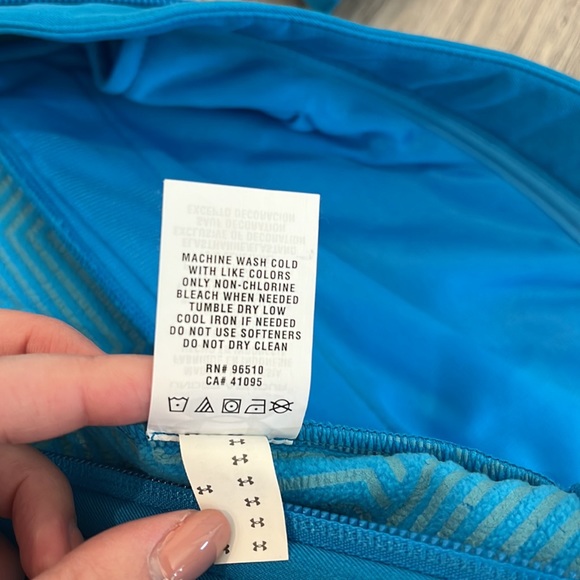 MACHINE WASH COLD
WITH LIKE COLORS
ONLY NON-CHLORINE
BLEACH WHEN NEEDED
TUMBLE DRY LOW
COOL IRON IF NEEDED
DO NOT USE SOFTENERS
DO NOT DRY CLEAN
RN# 96510
CA# 41095